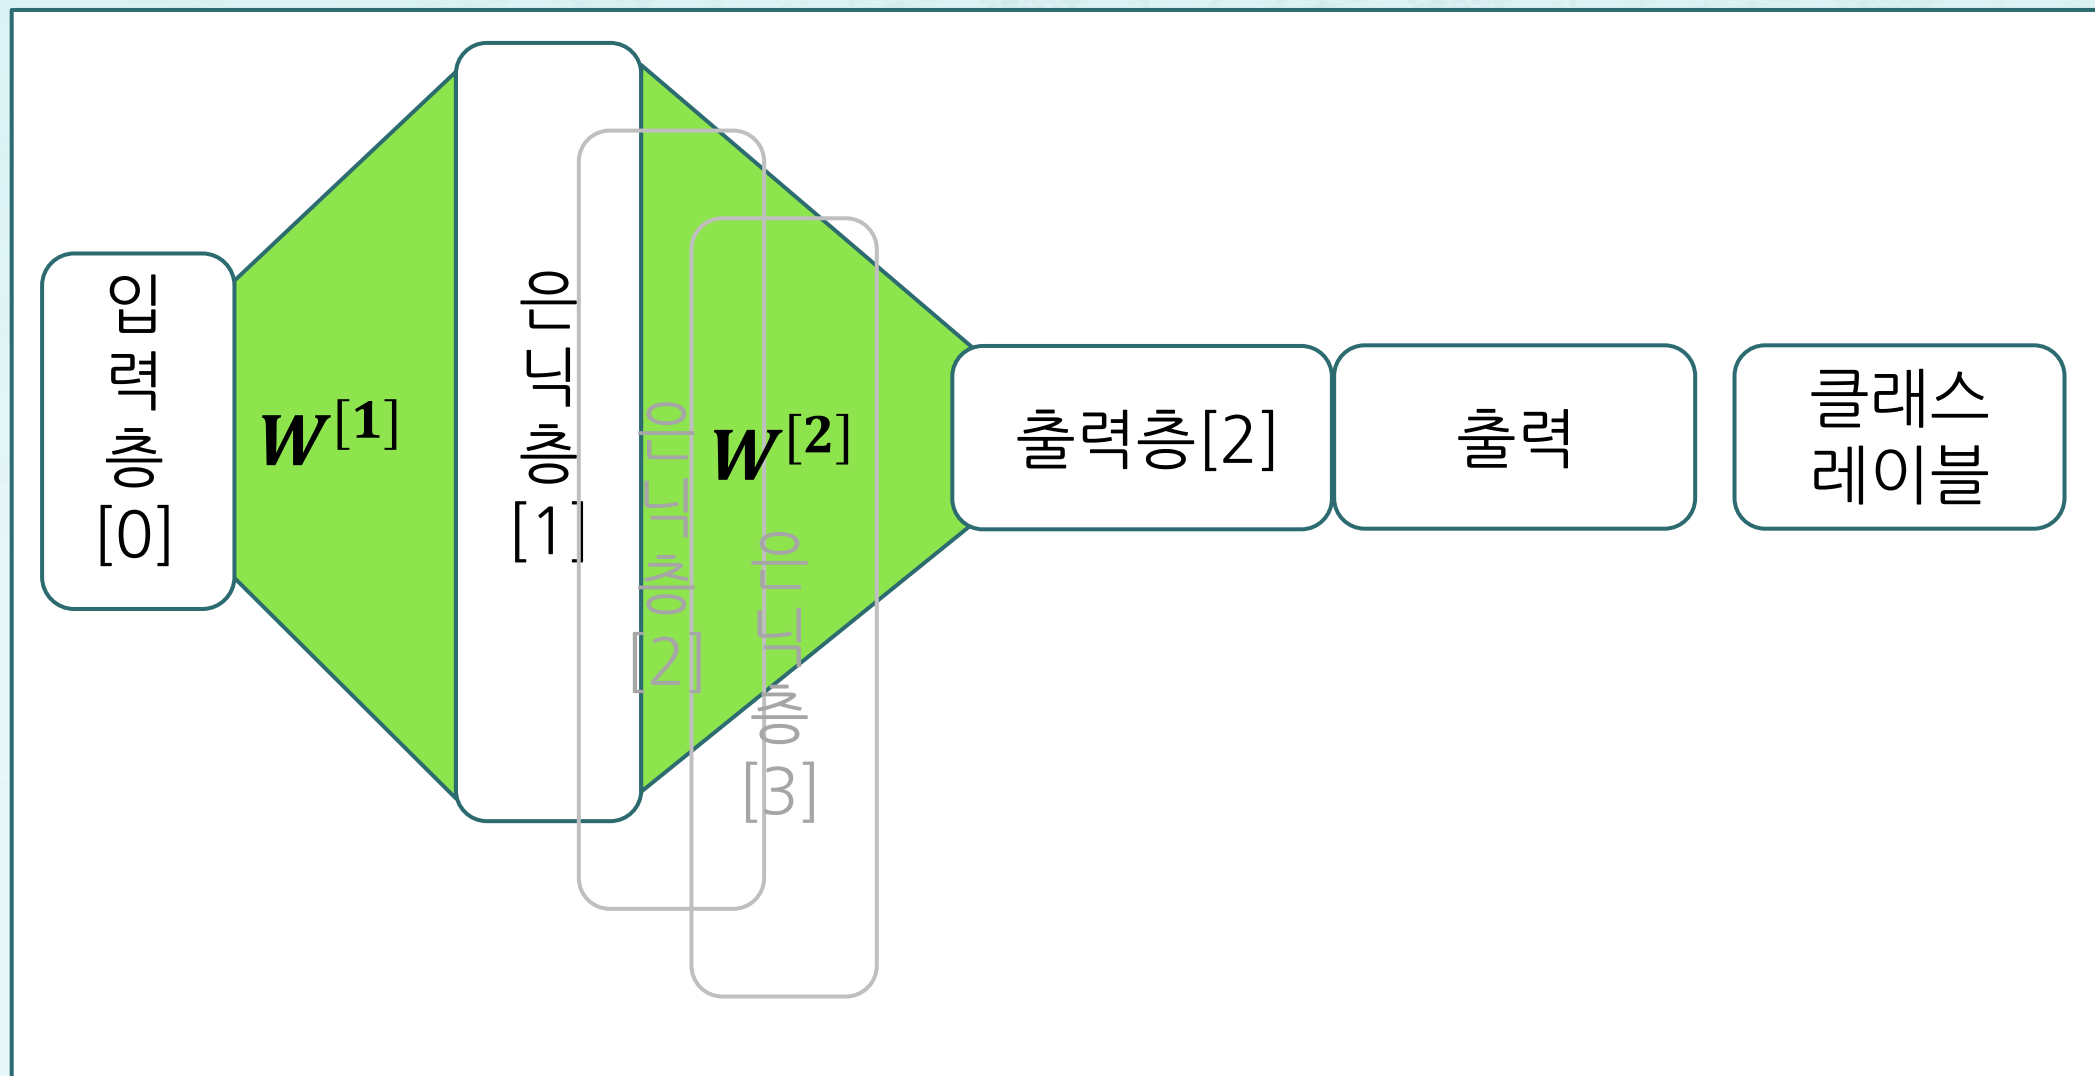 입
력
층
[0]
W^[1]
은
닉
층
[1]
은
닉
층
[2]
W^[2]
은
닉
층
[3]
출력층[2]
출력
클래스
레이블